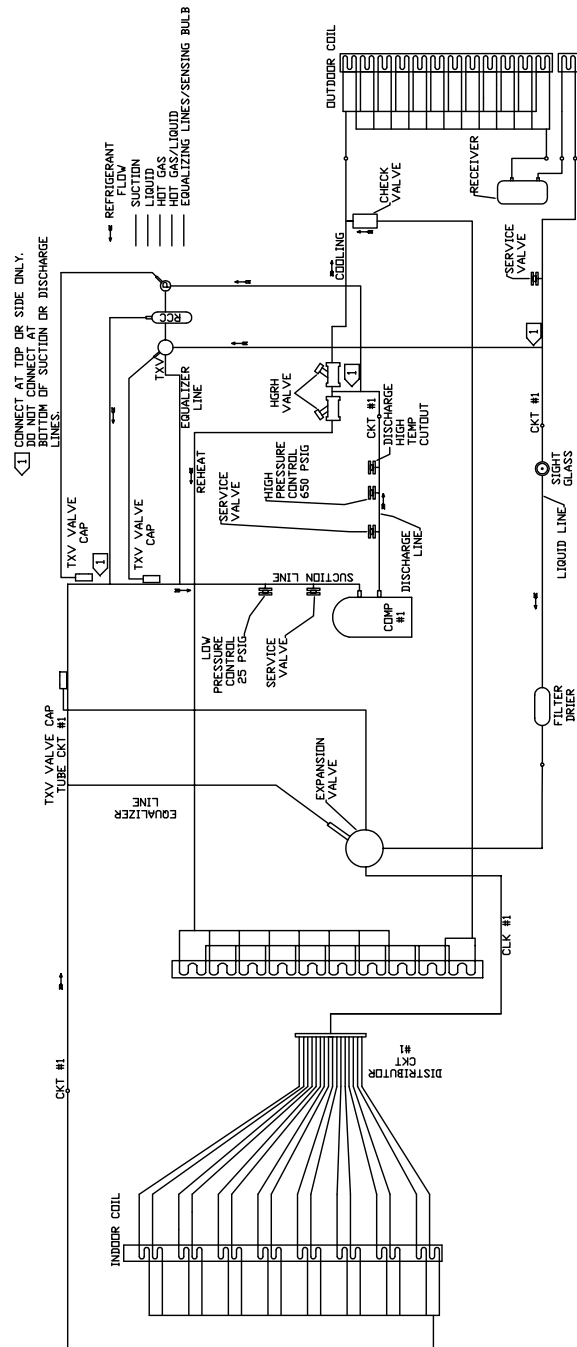 1
CONNECT AT TOP OR SIDE ONLY.
DO NOT CONNECT AT
BOTTOM OF SUCTION OR DISCHARGE
LINES.
REFRIGERANT
FLOW
SUCTION
LIQUID
HOT GAS
HOT GAS/LIQUID
EQUALIZING LINES/SENSING BULB
TXV VALVE
CAP
1
TXV VALVE
CAP
RCC
TXV
EQUALIZER
LINE
REHEAT
HGRH VALVE
1
COOLING
CHECK
VALVE
OUTDOOR COIL
RECEIVER
SERVICE
VALVE
1
SERVICE
VALVE
HIGH
PRESSURE
CONTROL
650 PSIG
CKT #1
DISCHARGE
HIGH
TEMP
CUTOUT
DISCHARGE
LINE
SUCTION LINE
COMP
#1
LOW
PRESSURE
CONTROL
25 PSIG
SERVICE
VALVE
CKT #1
SIGHT
GLASS
LIQUID LINE
FILTER
DRIER
TXV VALVE CAP
TUBE CKT #1
EQUALIZER
LINE
EXPANSION
VALVE
CLK #1
CKT #1
DISTRIBUTOR
CKT
#1
INDOOR COIL